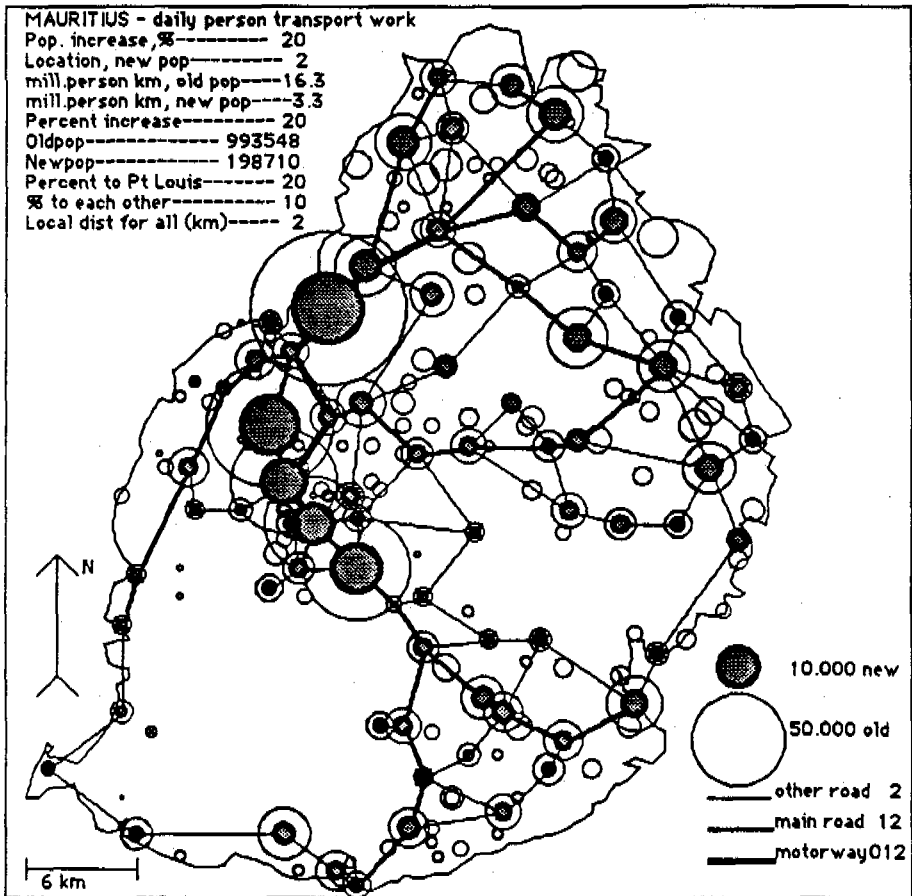 MAURITIUS - daily person transport work
Pop. increase,%---------- 20
Location, new pop-------- 2
mill.person km, old pop----16.3
mill.person km, new pop----3.3
Percent increase--------- 20
Oldpop-------------- 993548
Newpop------------- 198710
Percent to Pt Louis------- 20
% to each other---------- 10
Local dist for all (km)----- 2
N
10.000 new
50.000 old
other road 2
main road 12
motorway012
6 km